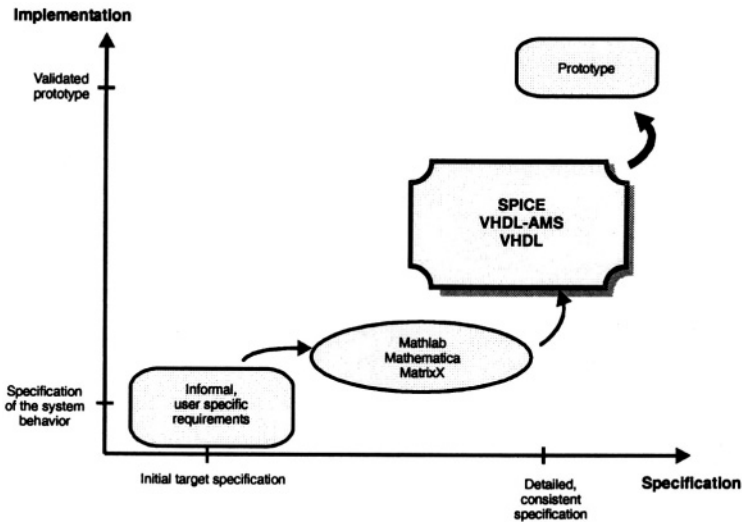 Implementation
Validated
prototype
Prototype
SPICE
VHDL-AMS
VHDL
Mathlab
Mathematica
MatrixX
Specification
of the system
behavior
Informal,
user specific
requirements
Initial target specification
Detailed,
consistent
specification
Specification